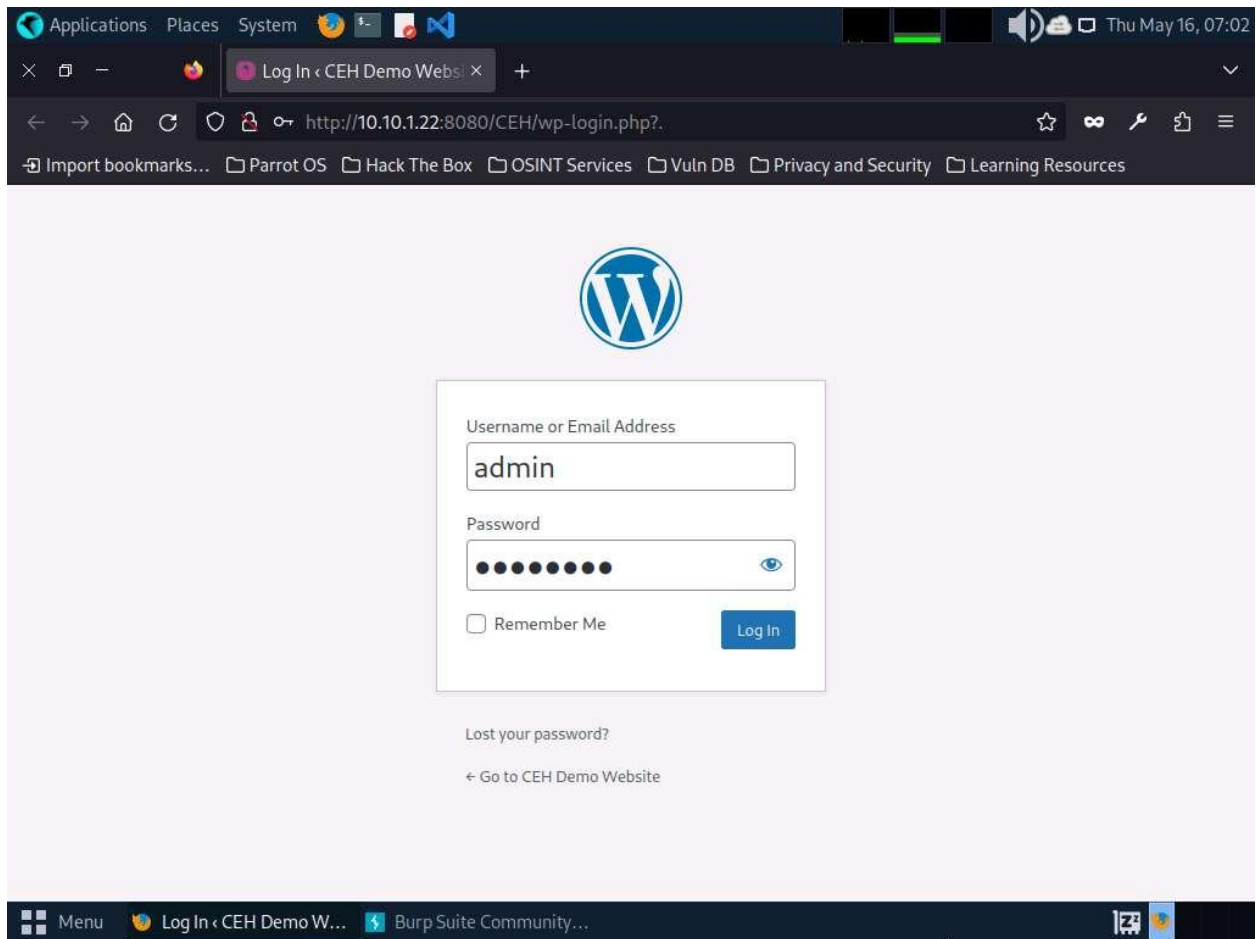 Applications Places System Thu May 16, 07:02
Log In ‹ CEH Demo Websi
http://10.10.1.22:8080/CEH/wp-login.php?.
Import bookmarks... Parrot OS Hack The Box OSINT Services Vuln DB Privacy and Security Learning Resources
Username or Email Address
admin
Password
••••••••
Remember Me Log In
Lost your password?
← Go to CEH Demo Website
Menu Log In ‹ CEH Demo W... Burp Suite Community...